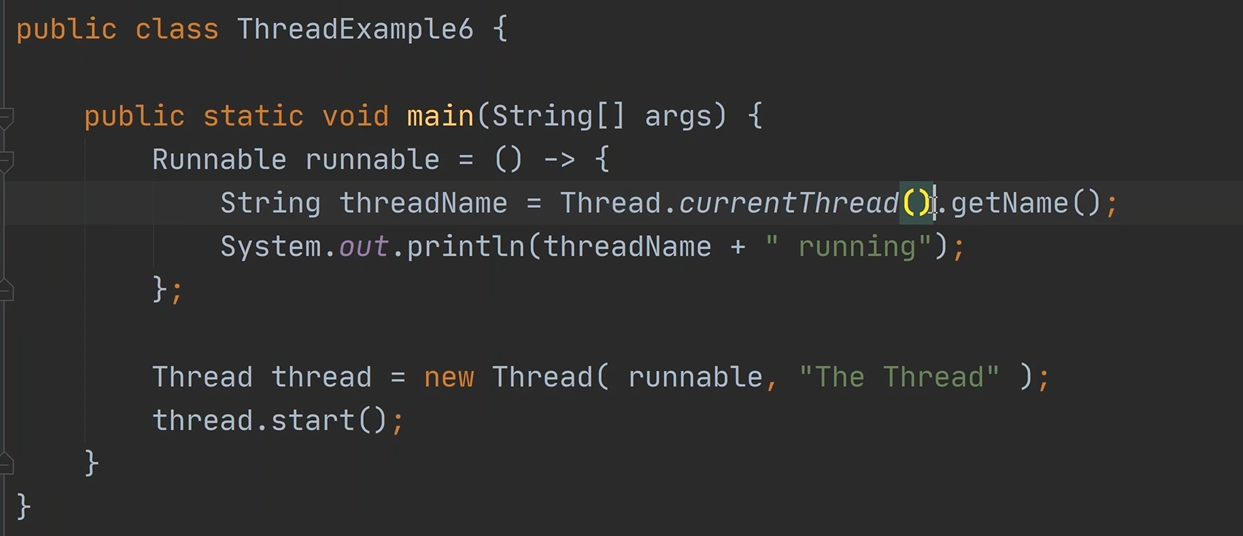 public class ThreadExample6 {
public static void main(String[] args) {
Runnable runnable = () -> {
String threadName = Thread.currentThread().getName();
System.out.println(threadName + " running");
};
Thread thread = new Thread( runnable, "The Thread" );
thread.start();
}
}